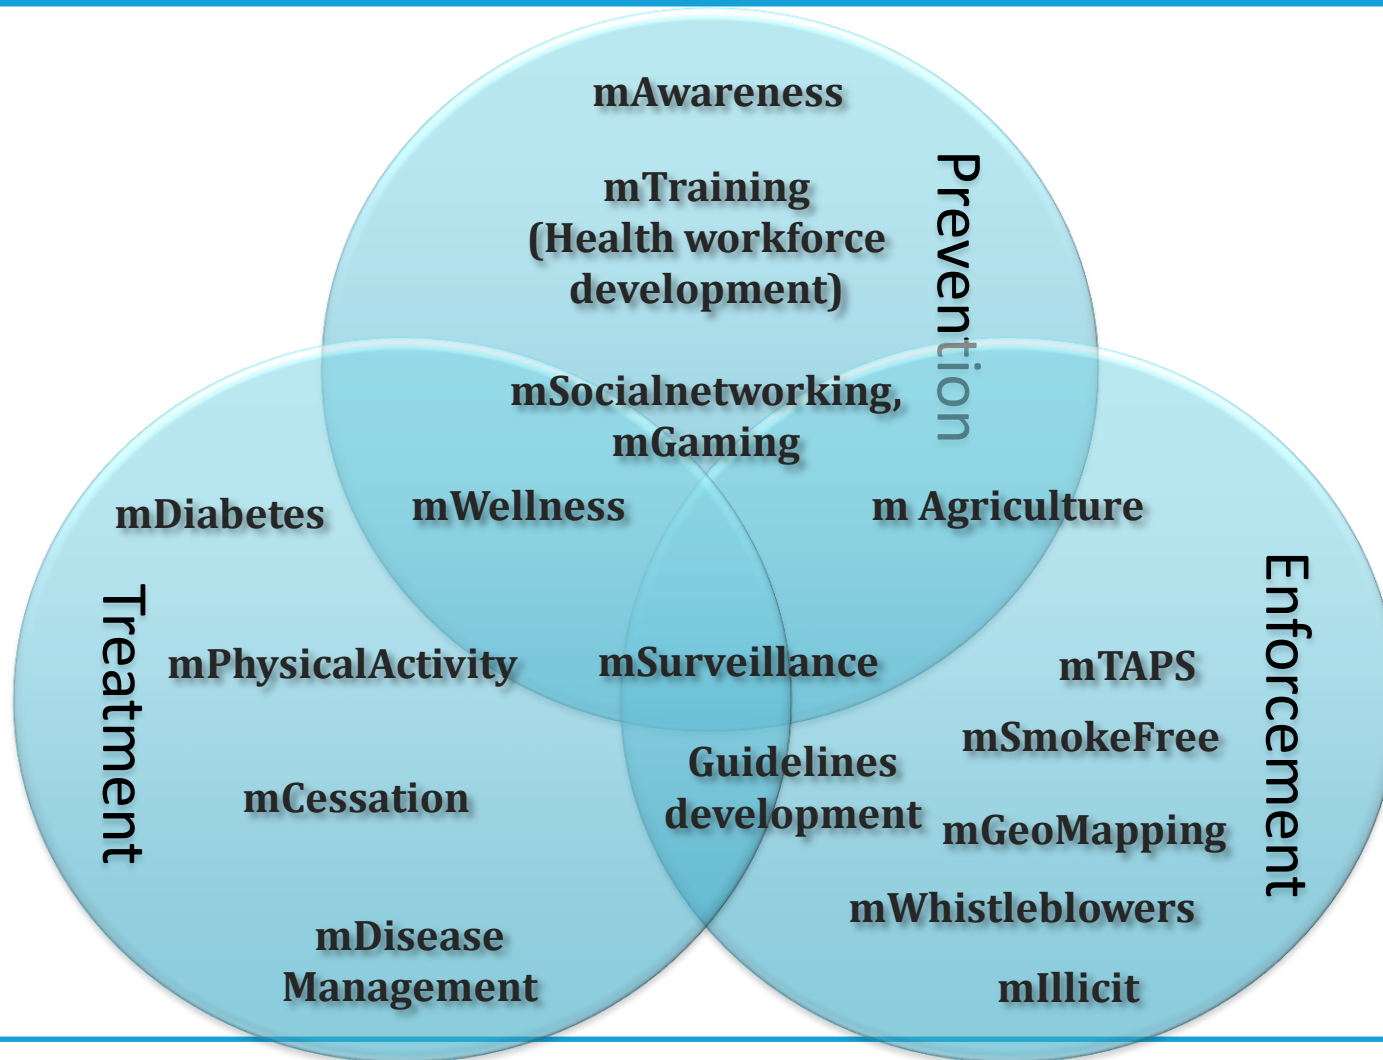 mAwareness
Prevention
mTraining
(Health workforce
development)
mSocialnetworking,
mGaming
mDiabetes
mWellness
m Agriculture
Treatment
Enforcement
mPhysicalActivity
mSurveillance
mTAPS
mSmokeFree
Guidelines
development
mCessation
mGeoMapping
mWhistleblowers
mDisease
Management
mIllicit